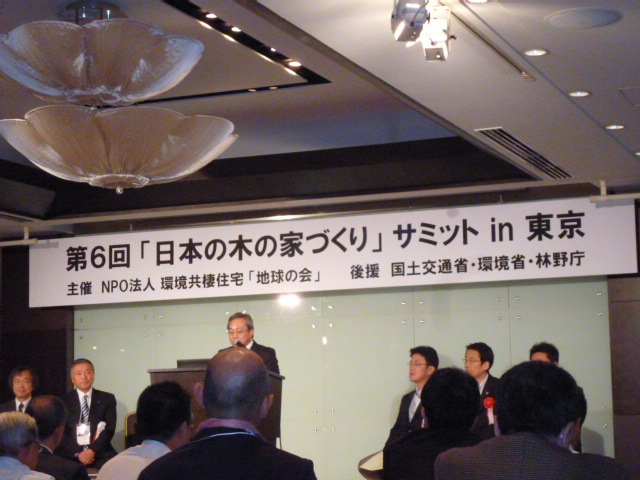 第6回「日本の木の家づくり」サミット in 東京
主催 NPO法人 環境共棲住宅「地球の会」 後援 国土交通省・環境省・林野庁